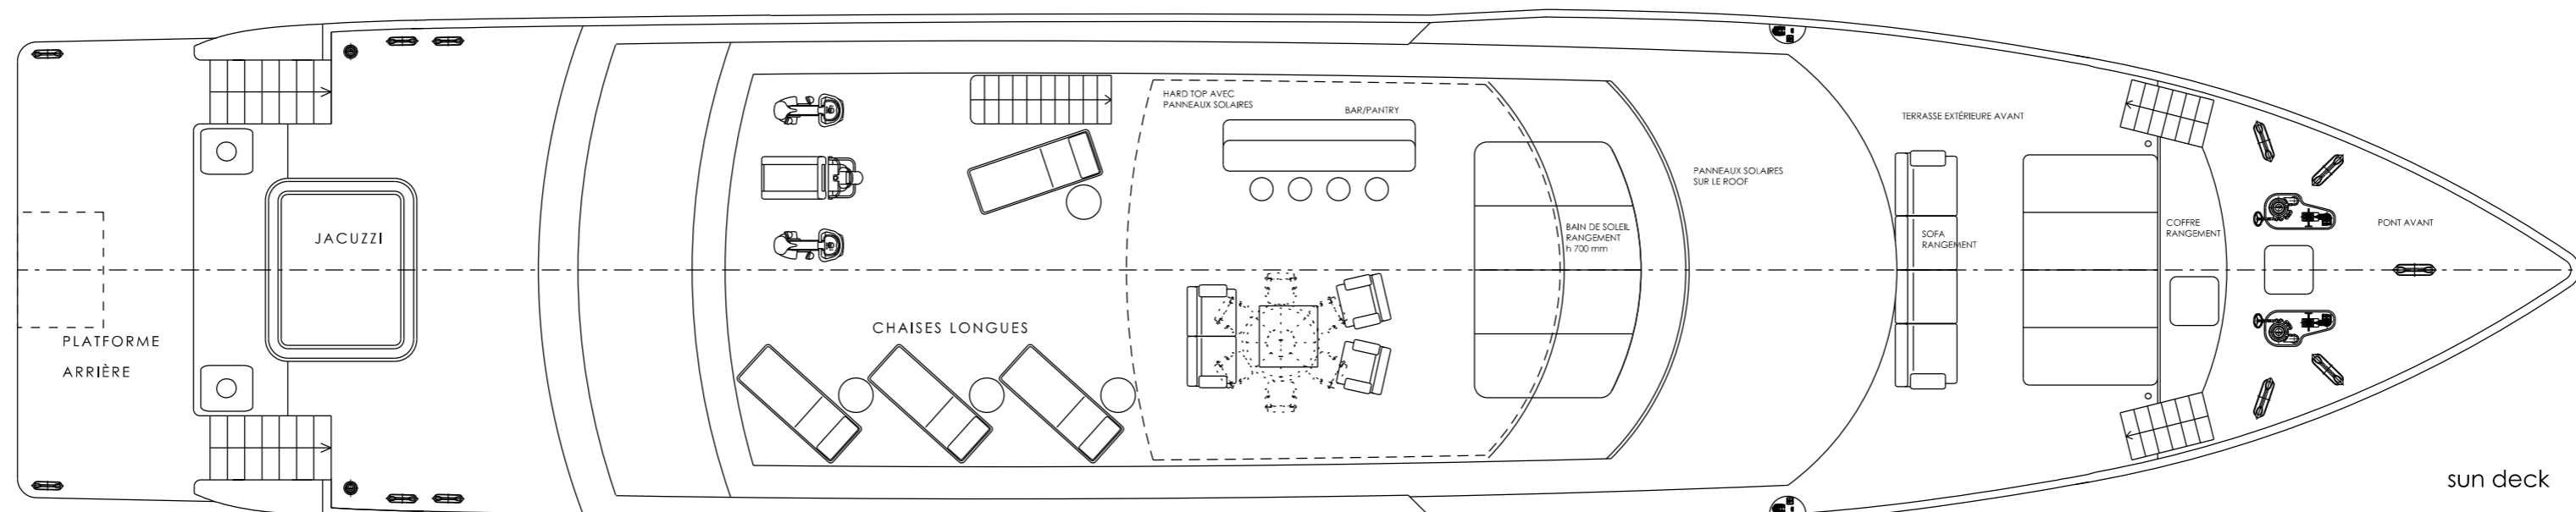 PLATFORME
ARRIÈRE
JACUZZI
CHAISES LONGUES
HARD TOP AVEC
PANNEAUX SOLAIRES
BAR/PANTRY
BAIN DE SOLEIL
RANGEMENT
h 700 mm
PANNEAUX SOLAIRES
SUR LE ROOF
TERRASSE EXTÉRIEURE AVANT
SOFA
RANGEMENT
COFFRE
RANGEMENT
PONT AVANT
sun deck